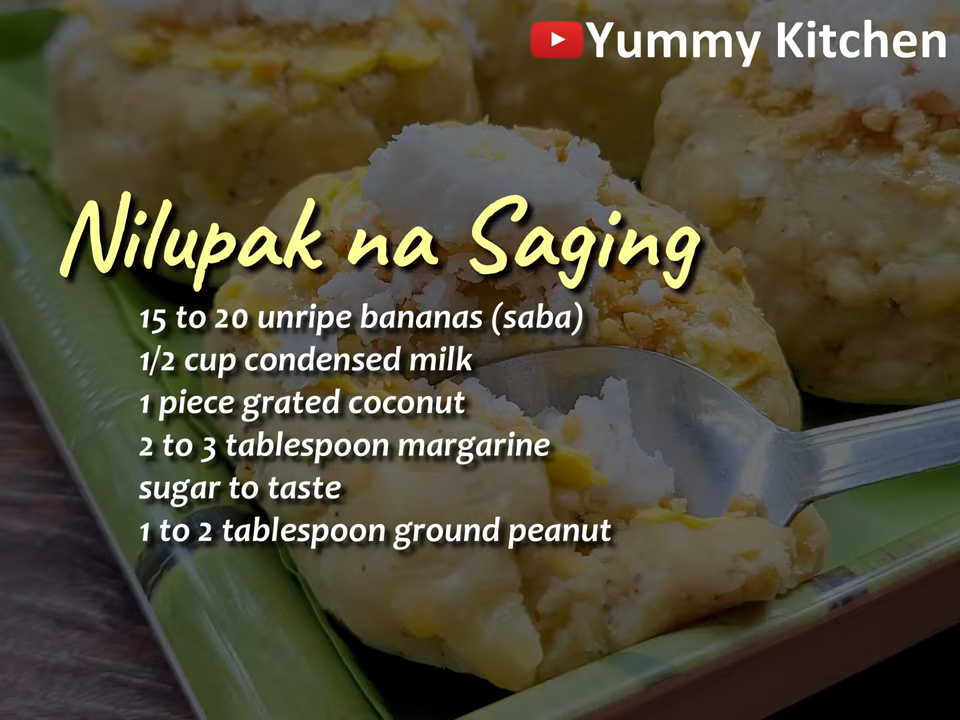 Yummy Kitchen
Nilupak na Saging
15 to 20 unripe bananas (saba)
1/2 cup condensed milk
1 piece grated coconut
2 to 3 tablespoon margarine
sugar to taste
1 to 2 tablespoon ground peanut